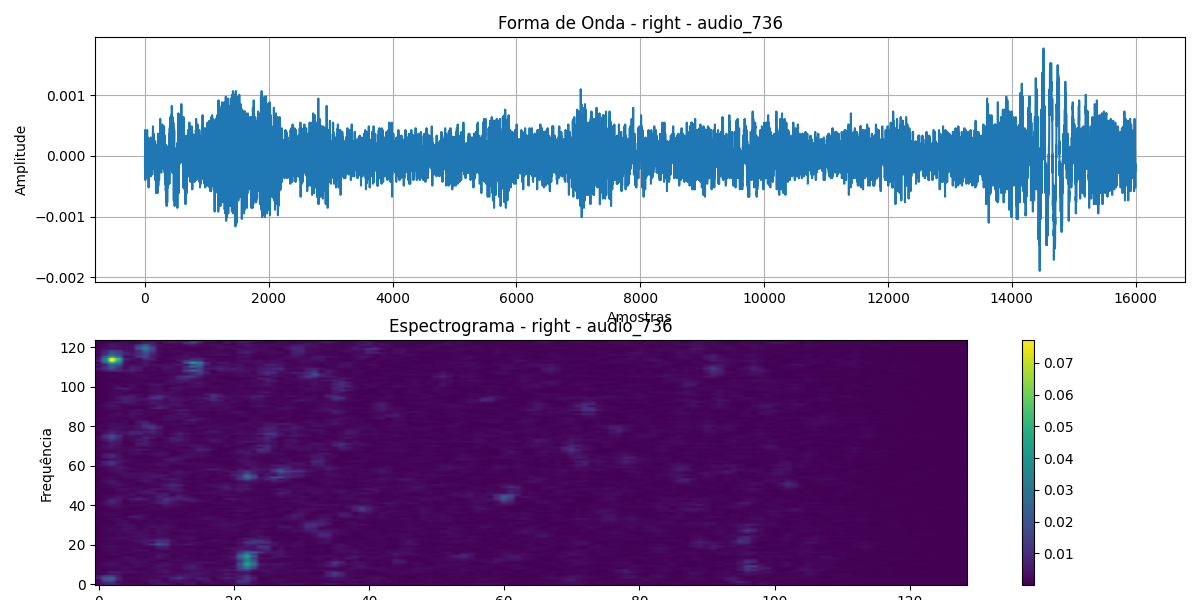 Forma de Onda - right - audio_736
Amplitude
0.001
0.000
−0.001
−0.002
0 2000 4000 6000 8000 10000 12000 14000 16000
Amostras
Espectrograma - right - audio_736
Frequência
120
100
80
60
40
20
0
0 20 40 60 80 100 120
0.07
0.06
0.05
0.04
0.03
0.02
0.01